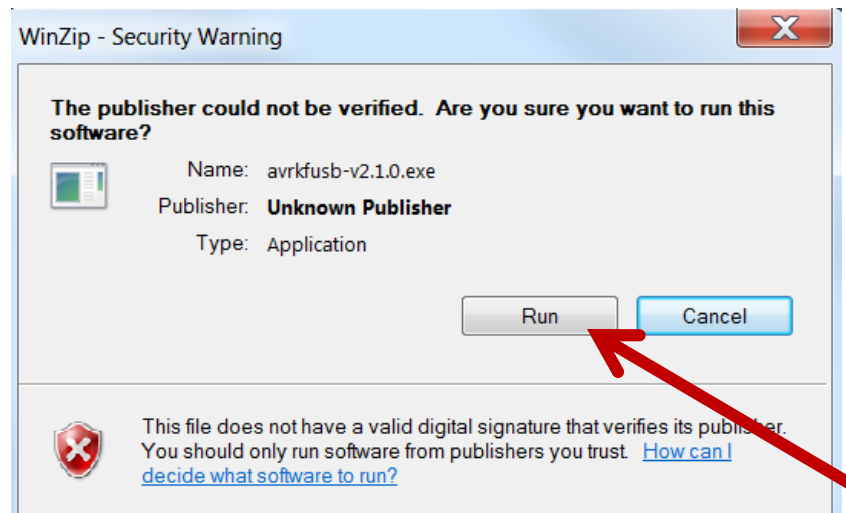 WinZip - Security Warning
The publisher could not be verified. Are you sure you want to run this
software?
Name: avrkfusb-v2.1.0.exe
Publisher: Unknown Publisher
Type: Application
Run Cancel
This file does not have a valid digital signature that verifies its publisher.
You should only run software from publishers you trust. How can I
decide what software to run?